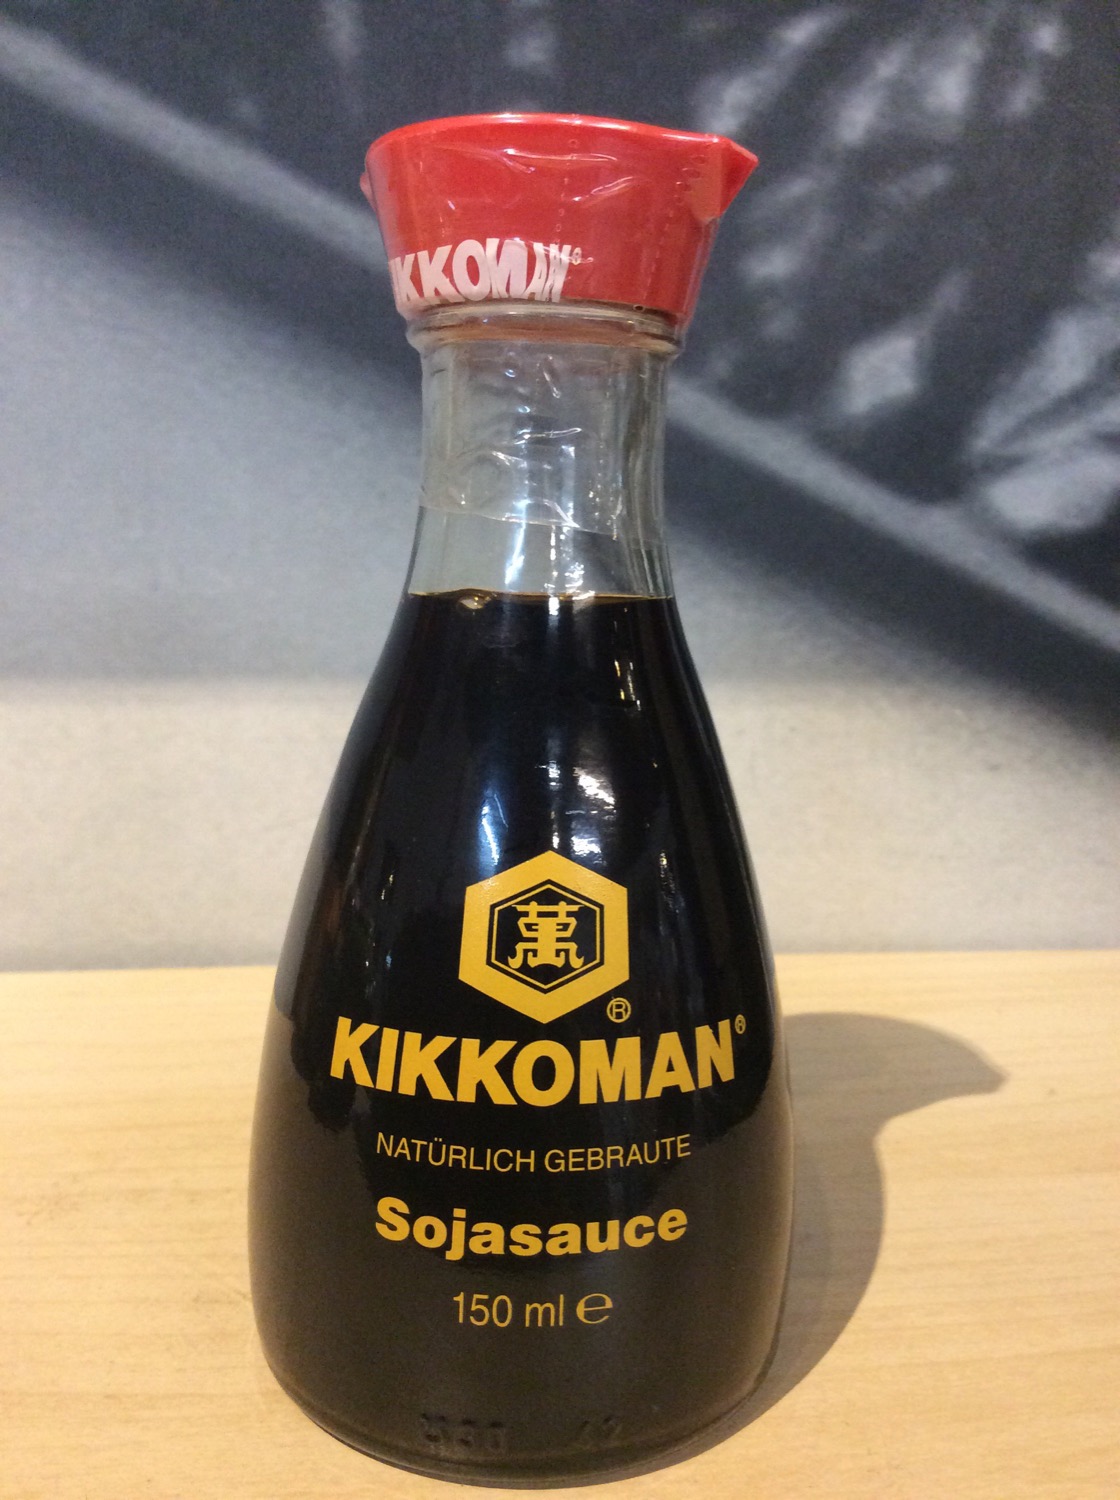 KIKKOMAN®
萬
®
KIKKOMAN®
NATÜRLICH GEBRAUTE
Sojasauce
150 ml ℮